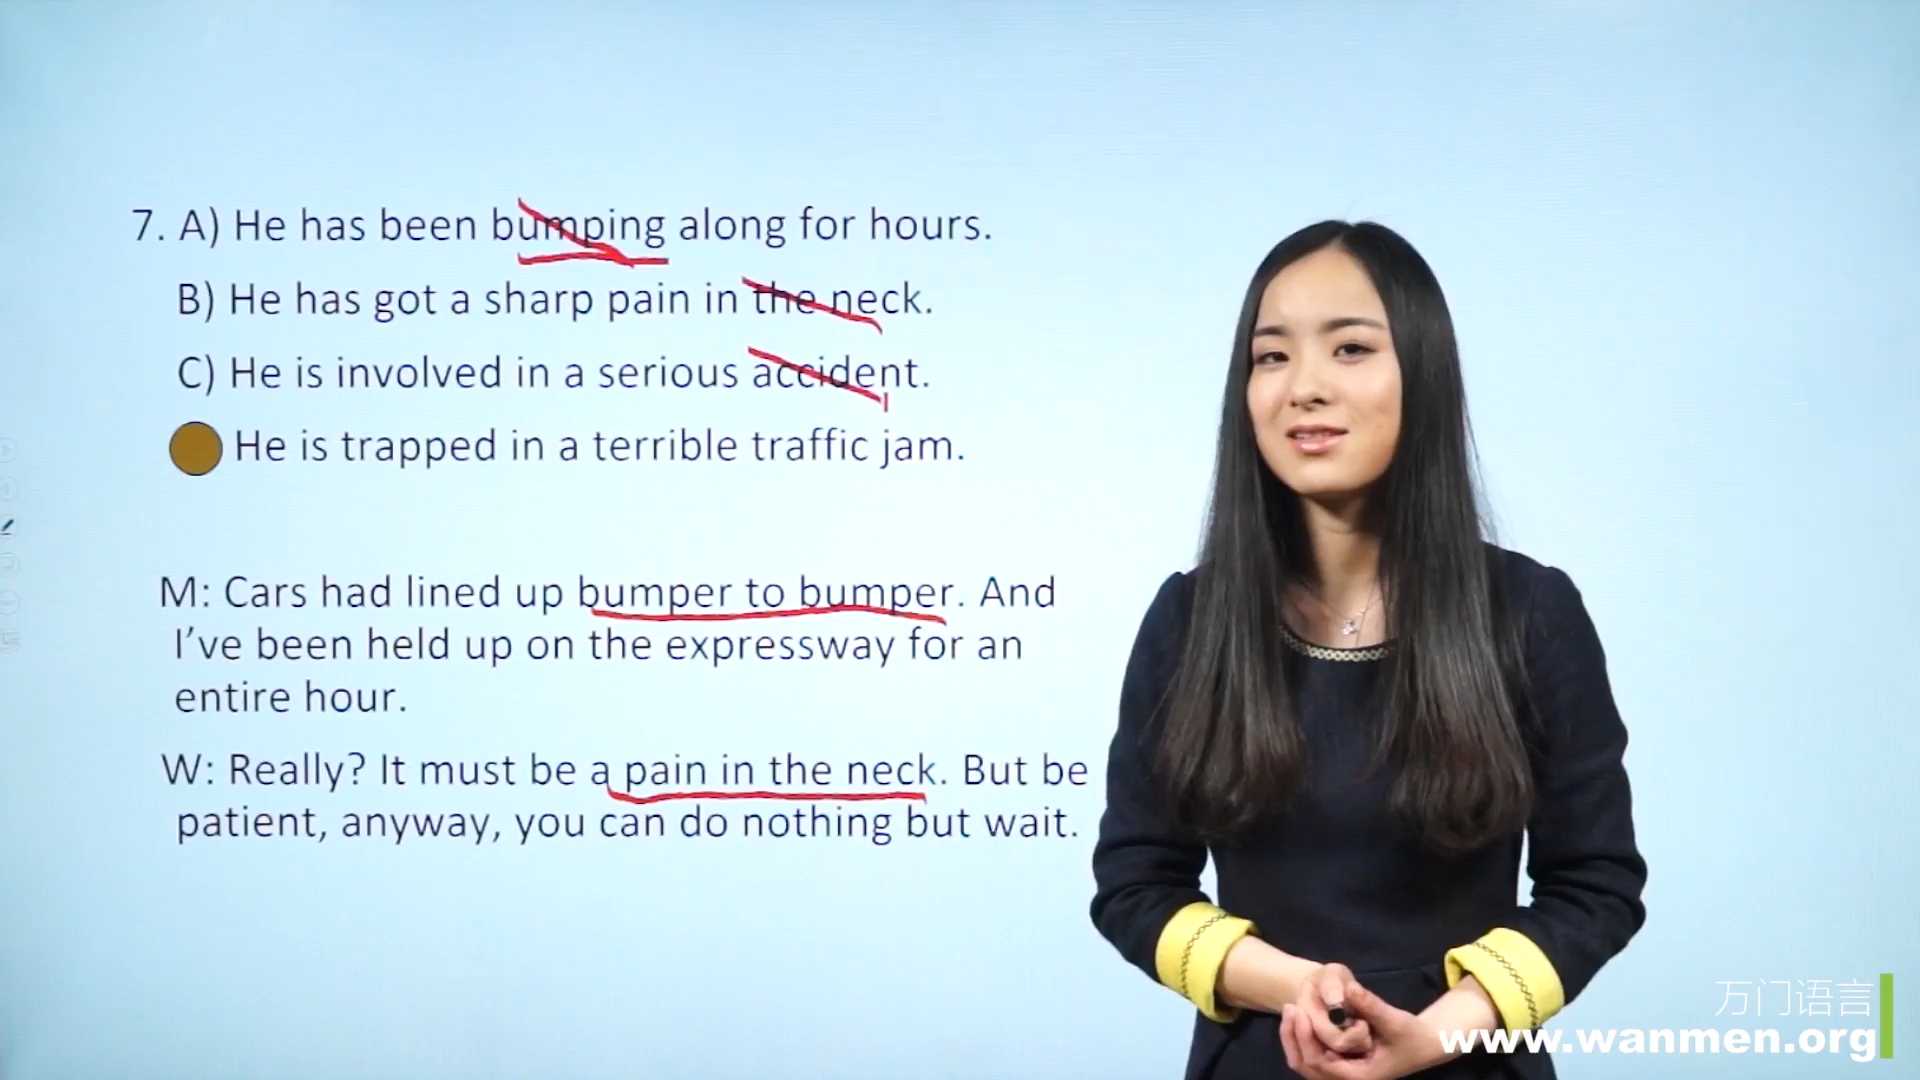 7. A) He has been bumping along for hours.
B) He has got a sharp pain in the neck.
C) He is involved in a serious accident.
He is trapped in a terrible traffic jam.
M: Cars had lined up bumper to bumper. And
I’ve been held up on the expressway for an
entire hour.
W: Really? It must be a pain in the neck. But be
patient, anyway, you can do nothing but wait.
万门语言
www.wanmen.org